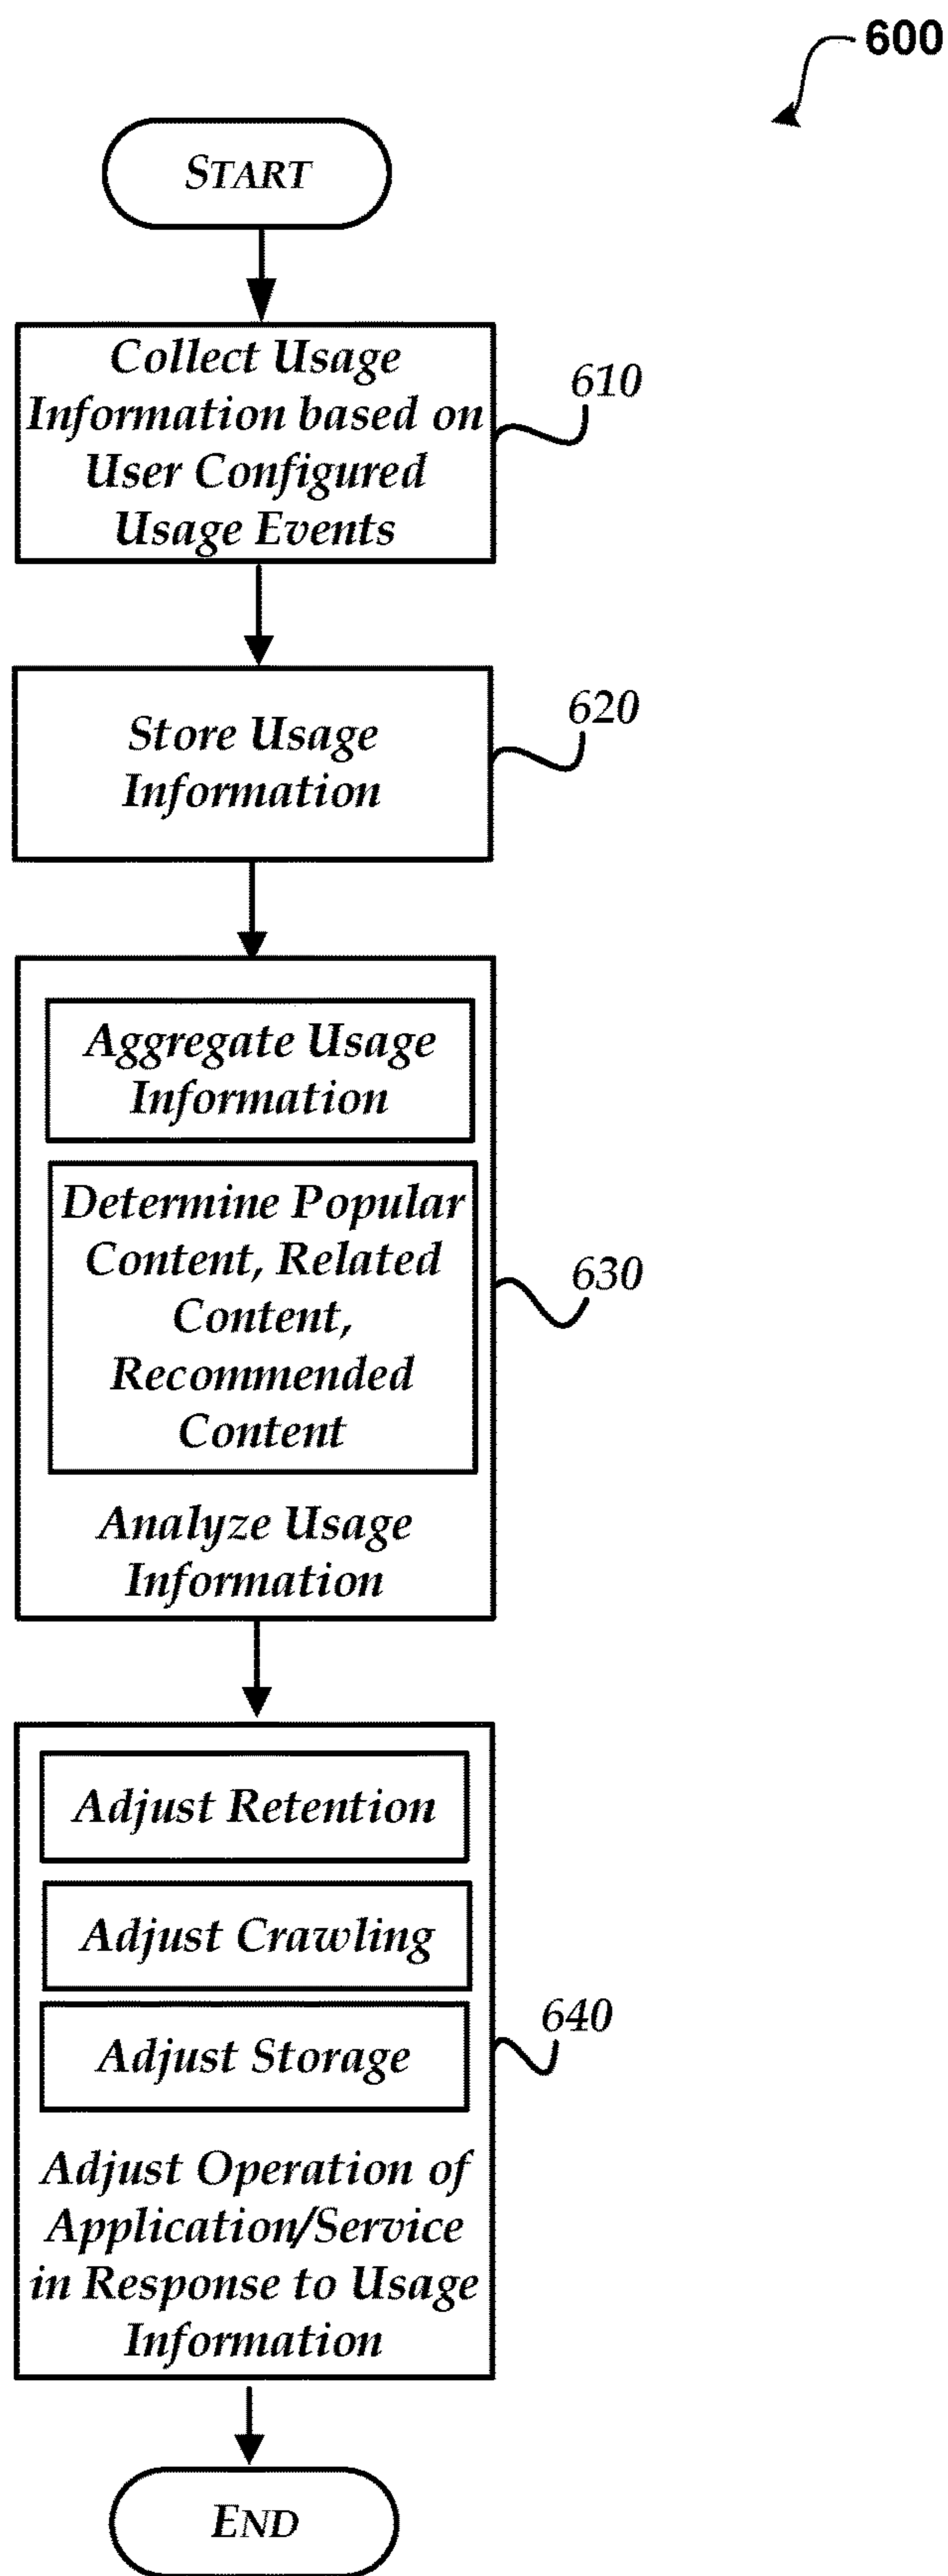 600
START
Collect Usage
Information based on
User Configured
Usage Events
610
Store Usage
Information
620
Aggregate Usage
Information
Determine Popular
Content, Related
Content,
Recommended
Content
630
Analyze Usage
Information
Adjust Retention
Adjust Crawling
Adjust Storage
640
Adjust Operation of
Application/Service
in Response to Usage
Information
END